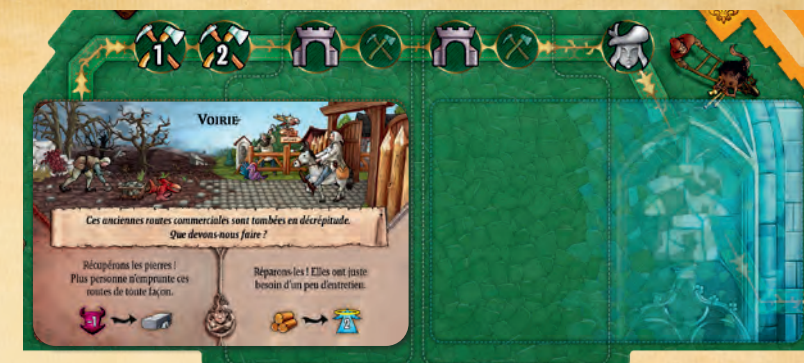 1 2
Voirie
Ces anciennes routes commerciales sont tombées en décrépitude.
Que devons-nous faire ?
Récupérons les pierres !
Plus personne n'emprunte ces
routes de toute façon.
Réparons-les ! Elles ont juste
besoin d'un peu d'entretien.
-1
2